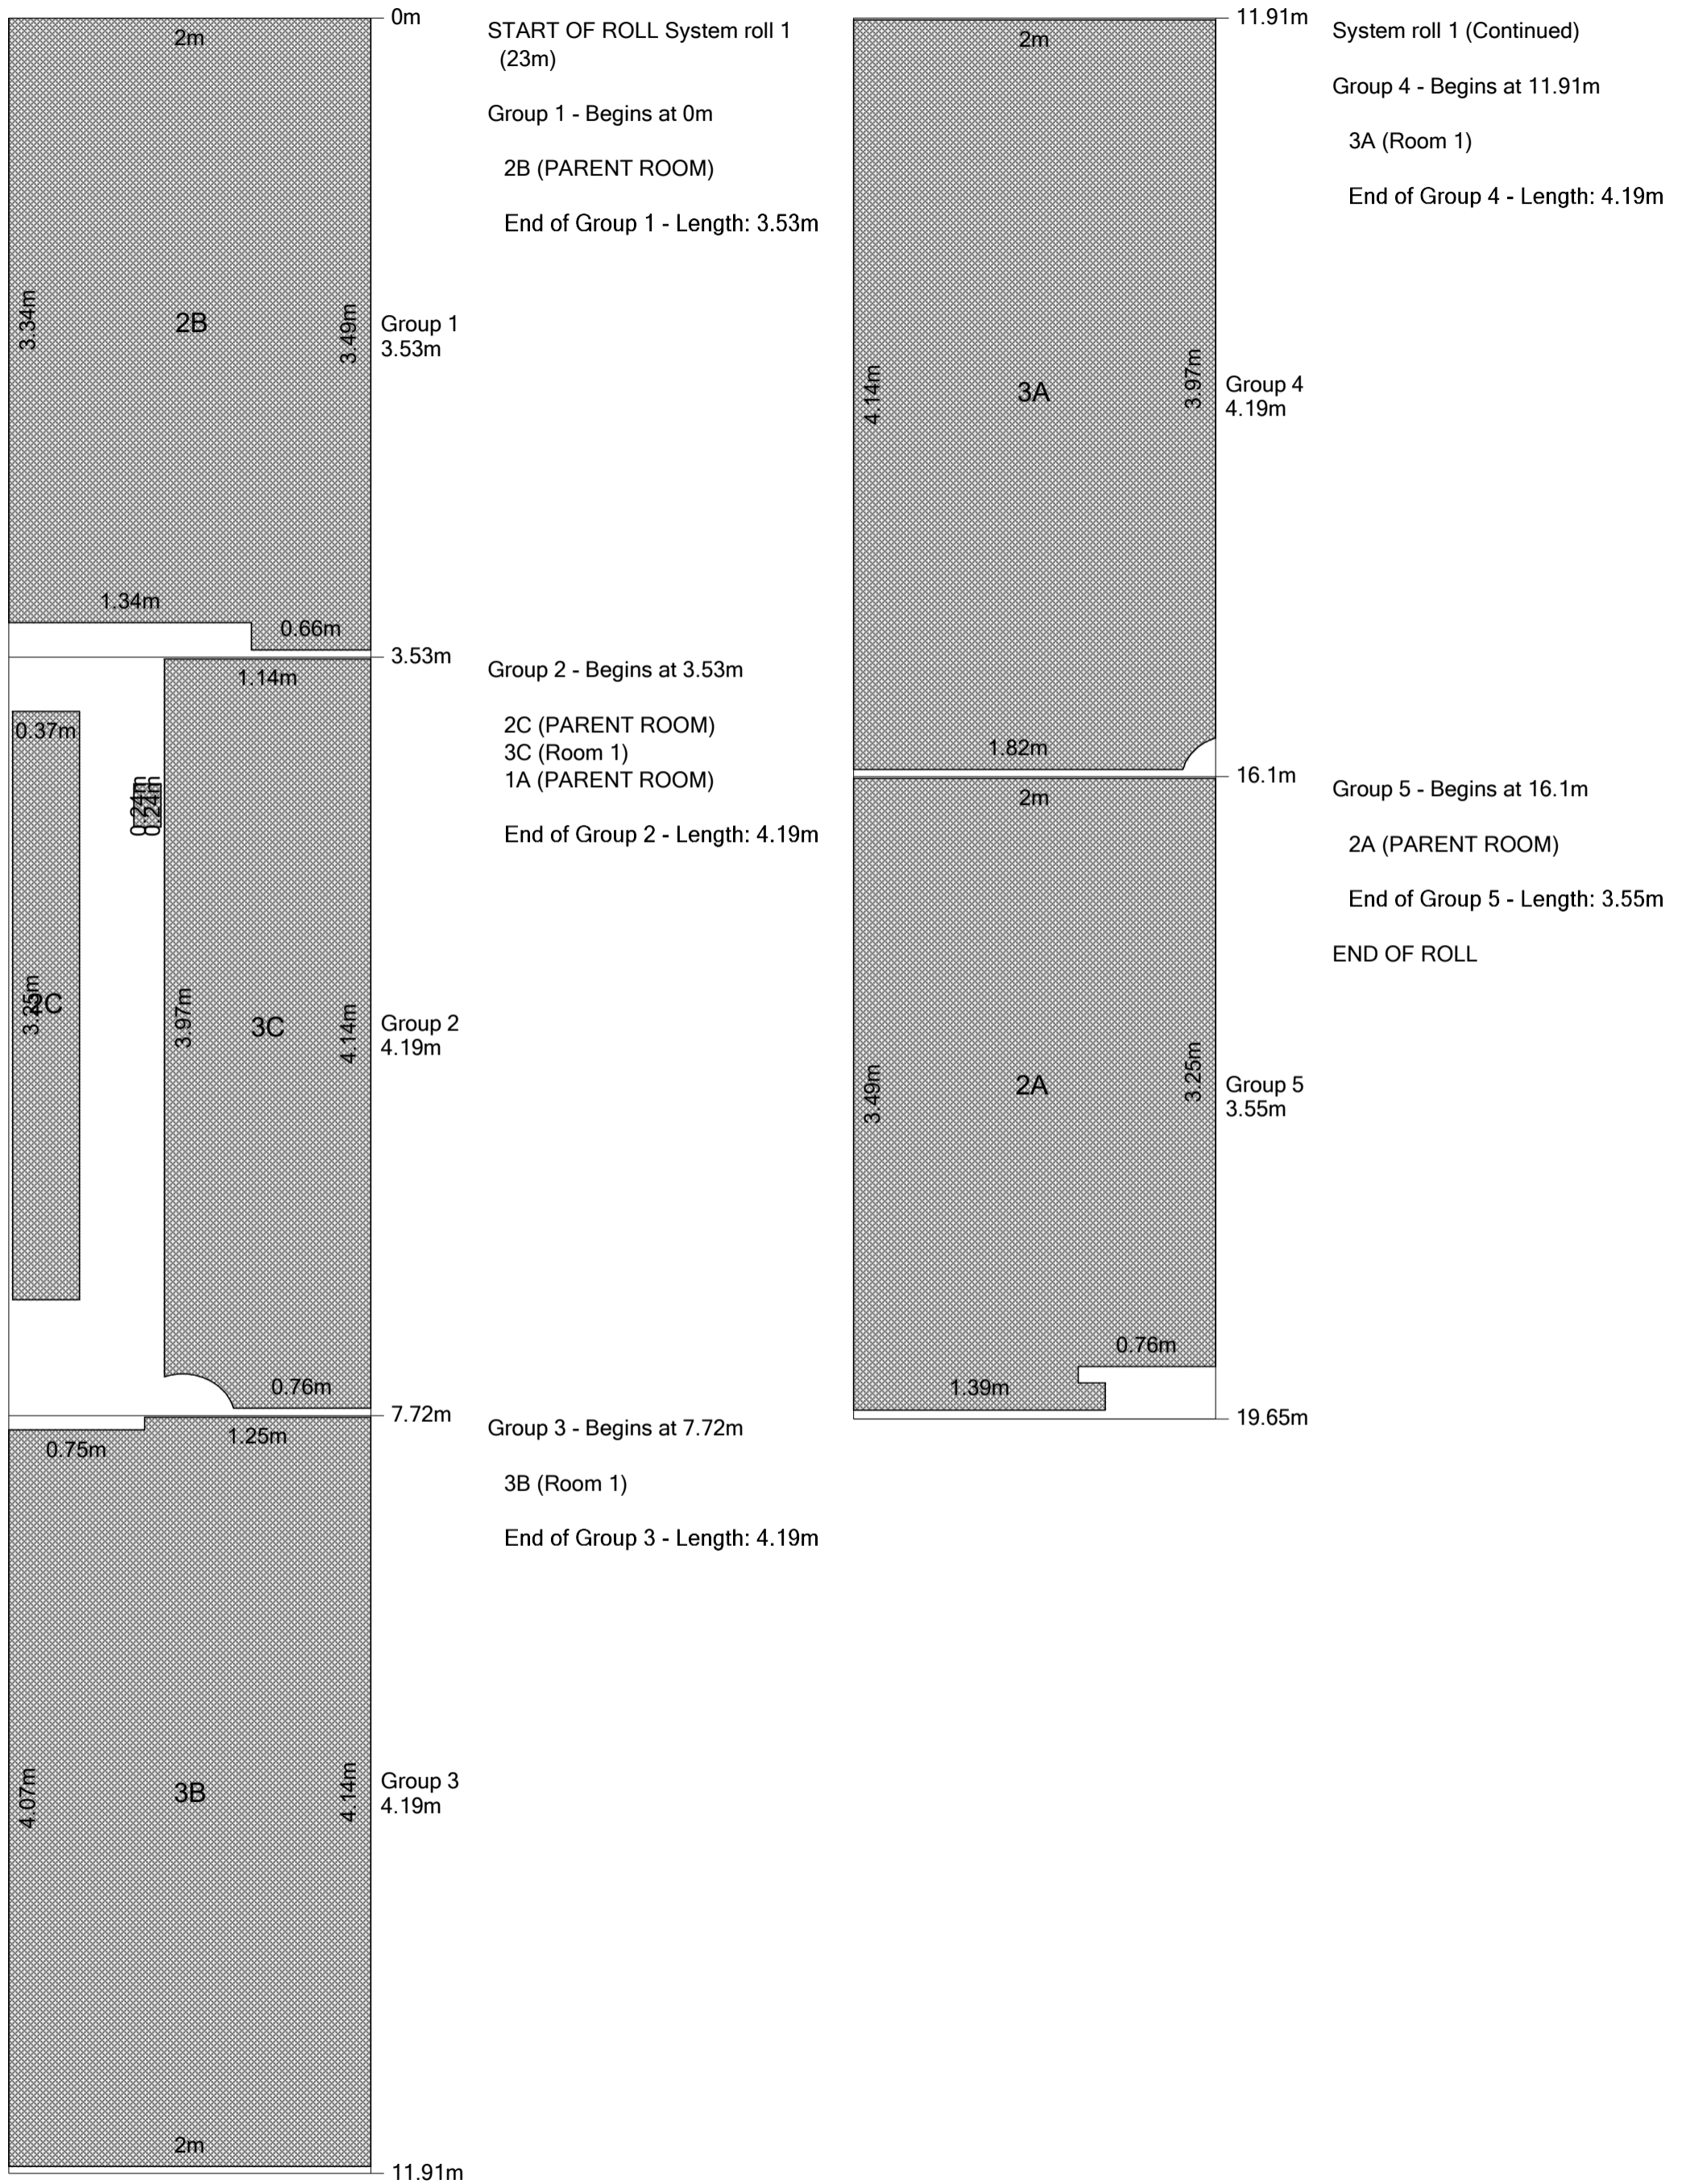 0m
2m
START OF ROLL System roll 1
(23m)
Group 1 - Begins at 0m
2B (PARENT ROOM)
End of Group 1 - Length: 3.53m
3.34m
2B
3.49m
Group 1
3.53m
1.34m
0.66m
3.53m
1.14m
Group 2 - Begins at 3.53m
2C (PARENT ROOM)
3C (Room 1)
1A (PARENT ROOM)
End of Group 2 - Length: 4.19m
0.37m
0.24m
0.24m
3.25m
2C
3.97m
3C
4.14m
Group 2
4.19m
0.76m
7.72m
0.75m
1.25m
Group 3 - Begins at 7.72m
3B (Room 1)
End of Group 3 - Length: 4.19m
4.07m
3B
4.14m
Group 3
4.19m
2m
11.91m
11.91m
2m
System roll 1 (Continued)
Group 4 - Begins at 11.91m
3A (Room 1)
End of Group 4 - Length: 4.19m
4.14m
3A
3.97m
Group 4
4.19m
1.82m
16.1m
2m
Group 5 - Begins at 16.1m
2A (PARENT ROOM)
End of Group 5 - Length: 3.55m
END OF ROLL
3.49m
2A
3.25m
Group 5
3.55m
0.76m
1.39m
19.65m